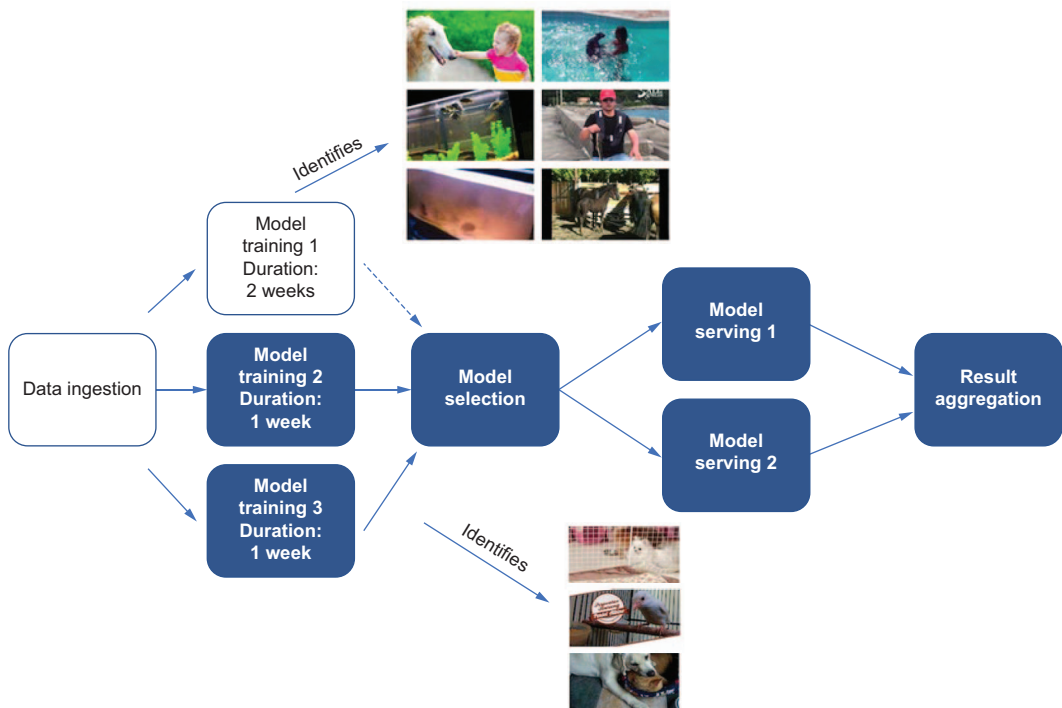 Identifies
Model
training 1
Duration:
2 weeks
Data ingestion
Model
training 2
Duration:
1 week
Model
selection
Model
serving 1
Model
serving 2
Result
aggregation
Model
training 3
Duration:
1 week
Identifies